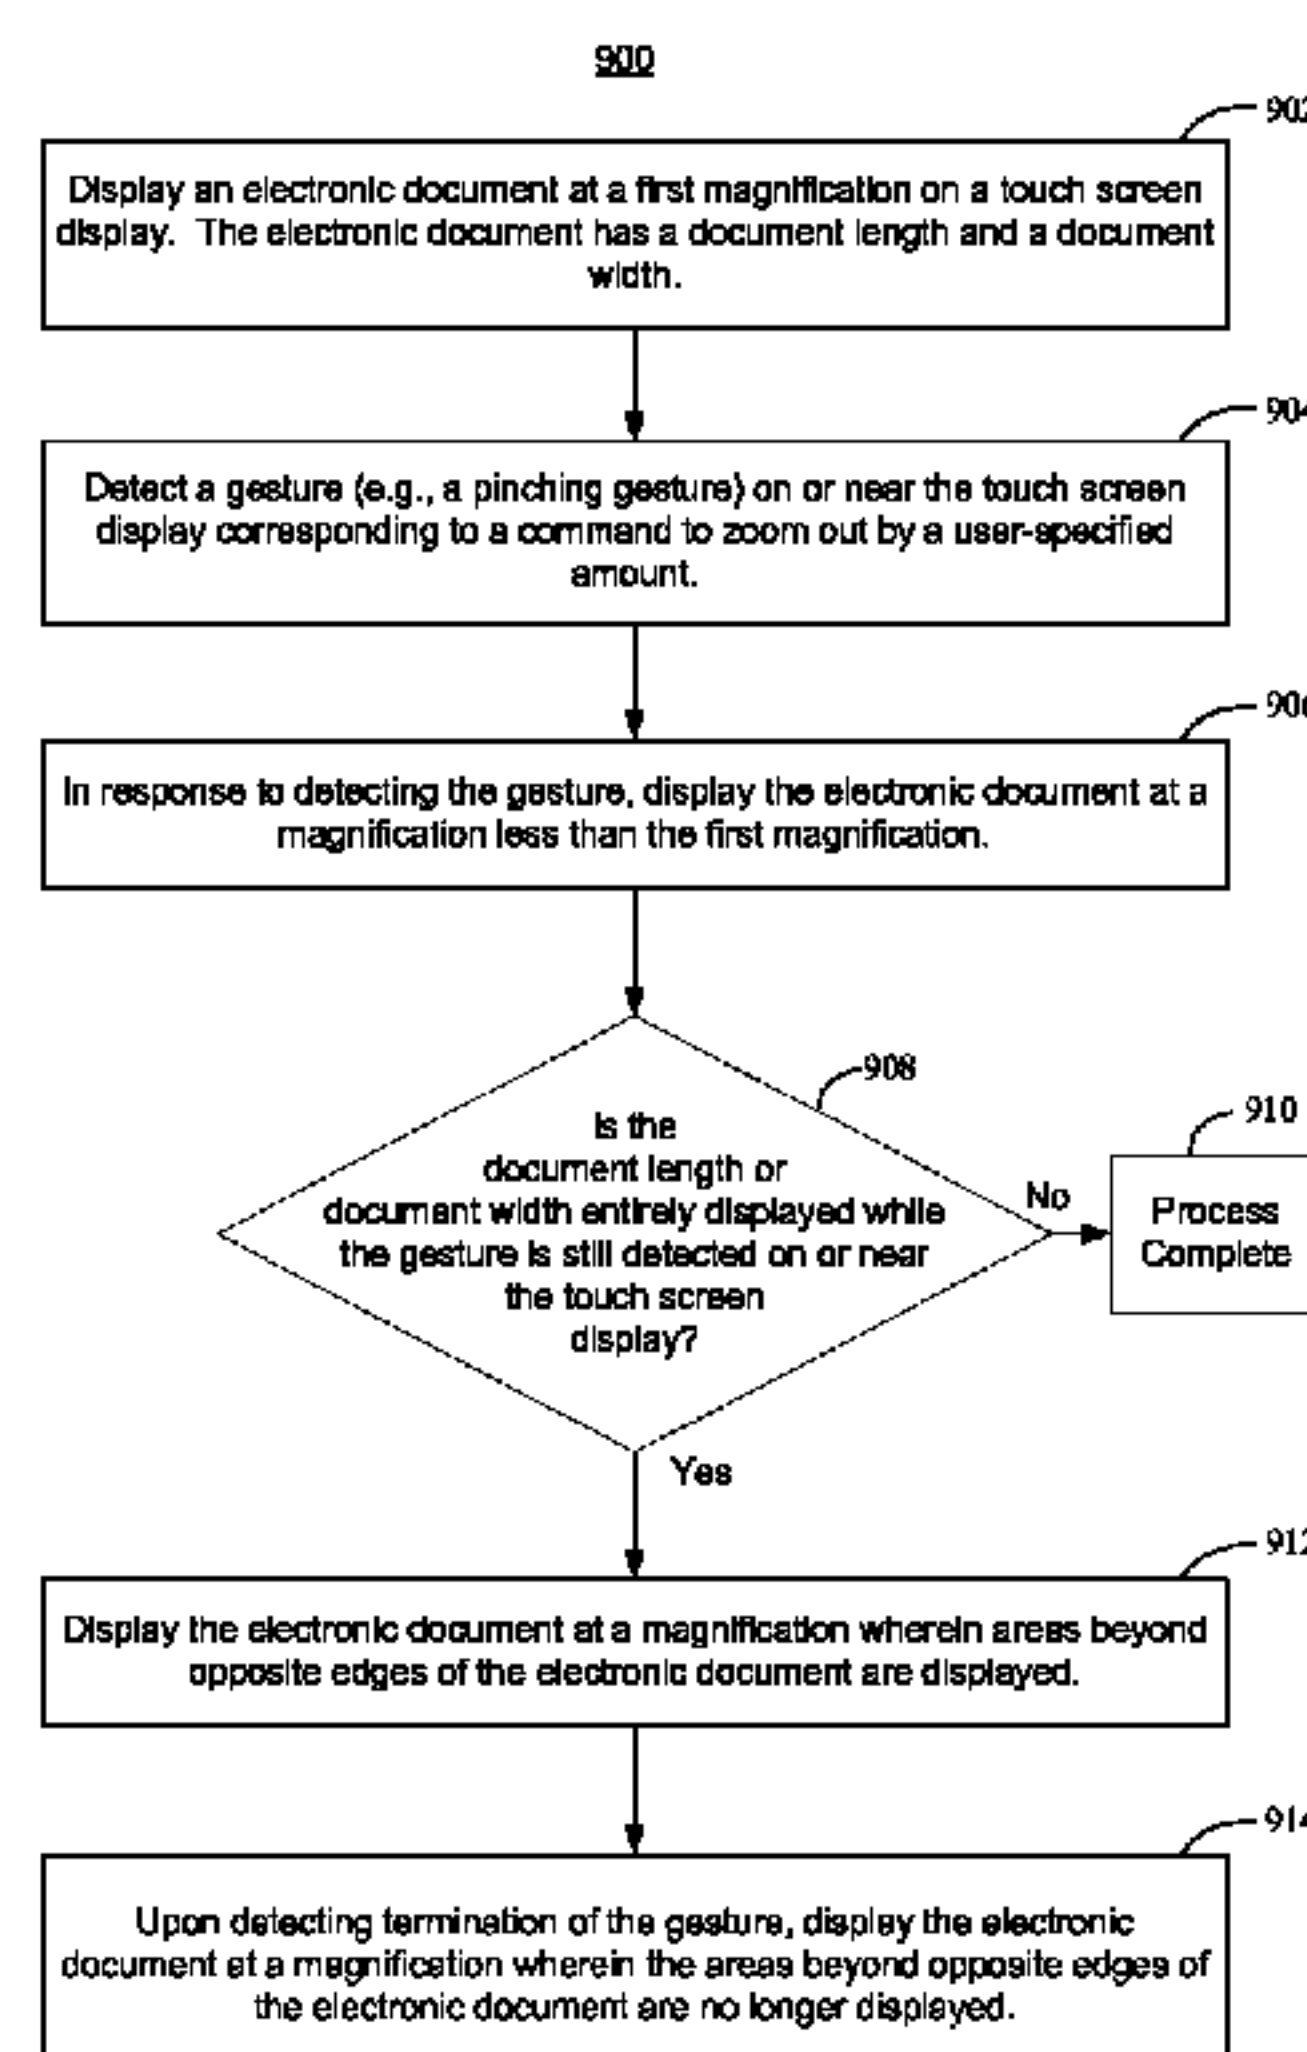 900
902
Display an electronic document at a first magnification on a touch screen
display. The electronic document has a document length and a document
width.
904
Detect a gesture (e.g., a pinching gesture) on or near the touch screen
display corresponding to a command to zoom out by a user-specified
amount.
906
In response to detecting the gesture, display the electronic document at a
magnification less than the first magnification.
908
Is the
document length or
document width entirely displayed while
the gesture is still detected on or near
the touch screen
display?
No
910
Process
Complete
Yes
912
Display the electronic document at a magnification wherein areas beyond
opposite edges of the electronic document are displayed.
914
Upon detecting termination of the gesture, display the electronic
document at a magnification wherein the areas beyond opposite edges of
the electronic document are no longer displayed.